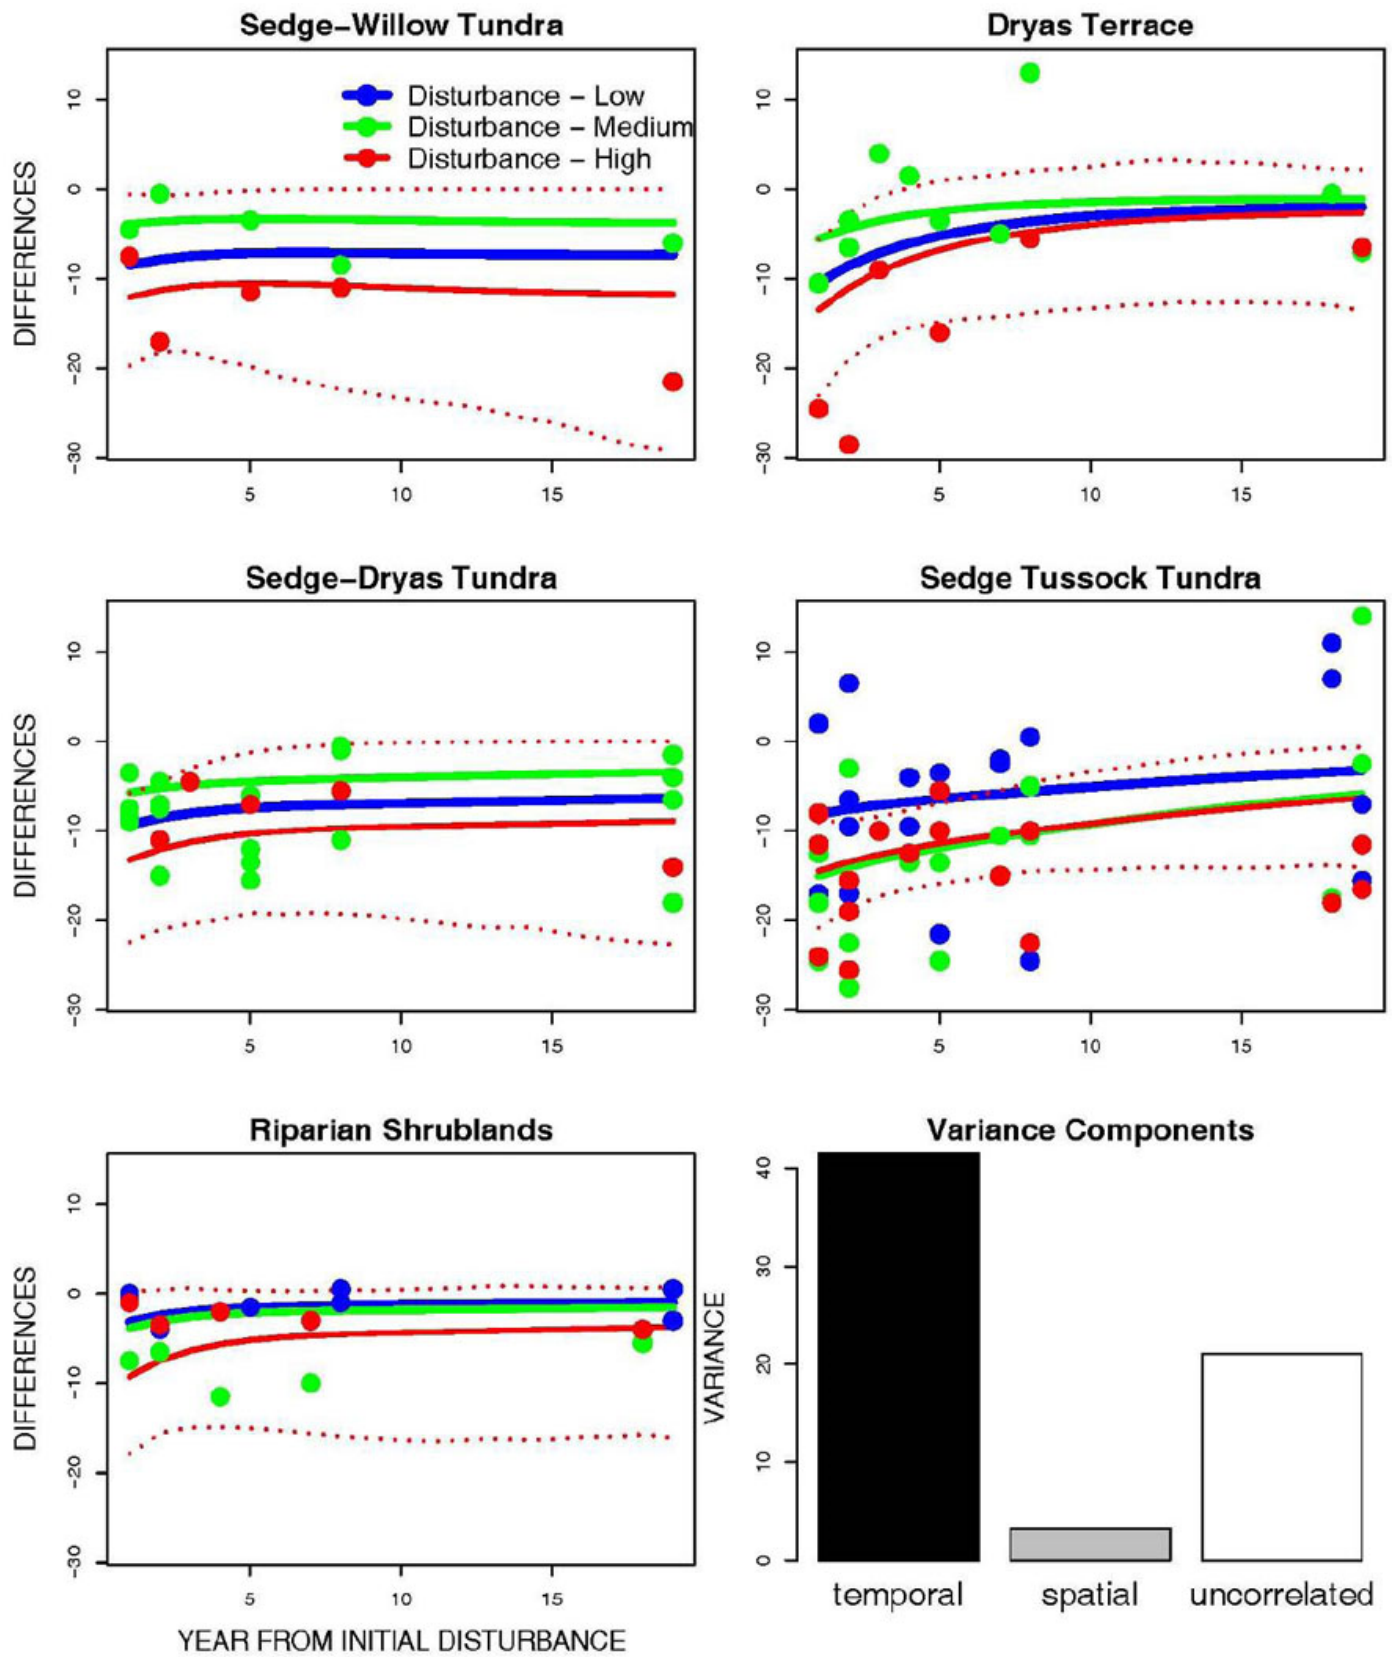 Sedge–Willow Tundra
Dryas Terrace
DIFFERENCES
10
0
-10
-20
-30
Disturbance – Low
Disturbance – Medium
Disturbance – High
5
10
15
10
0
-10
-20
-30
5
10
15
Sedge–Dryas Tundra
Sedge Tussock Tundra
DIFFERENCES
10
0
-10
-20
-30
5
10
15
10
0
-10
-20
-30
5
10
15
Riparian Shrublands
Variance Components
DIFFERENCES
10
0
-10
-20
-30
5
10
15
YEAR FROM INITIAL DISTURBANCE
VARIANCE
40
30
20
10
0
temporal
spatial
uncorrelated